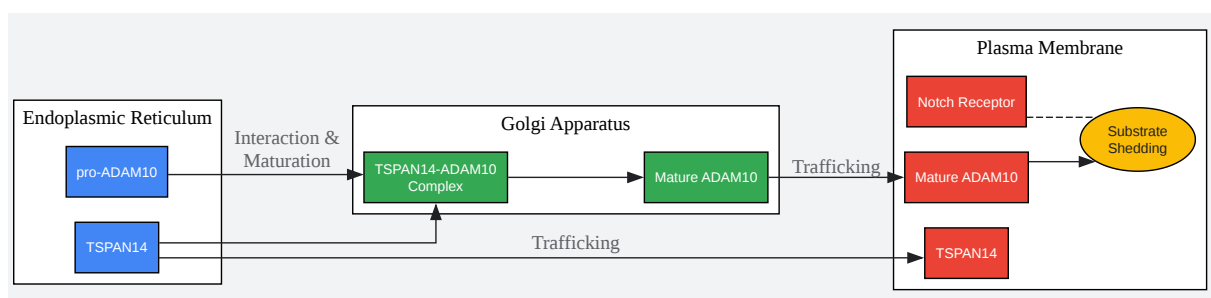 Endoplasmic Reticulum
pro-ADAM10
TSPAN14
Interaction &
Maturation
Golgi Apparatus
TSPAN14-ADAM10
Complex
Mature ADAM10
Trafficking
Trafficking
Plasma Membrane
Notch Receptor
Substrate
Shedding
Mature ADAM10
TSPAN14